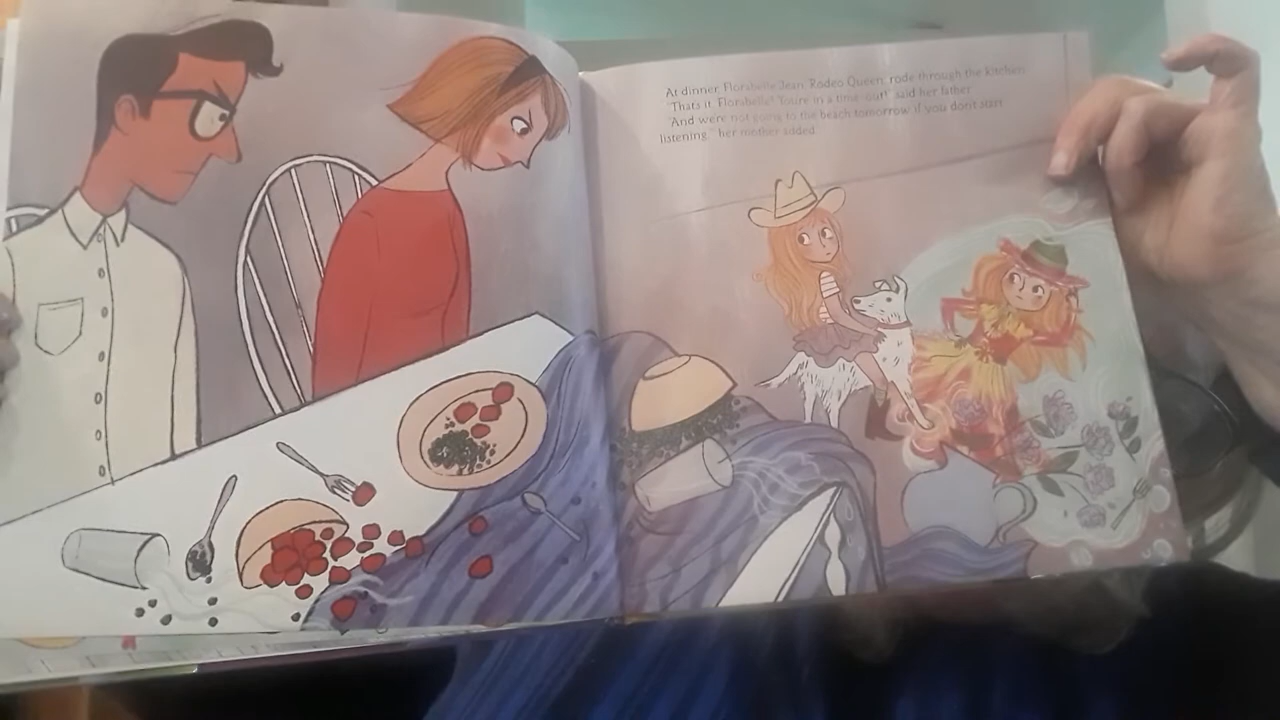 At dinner, Florabelle Jean, Rodeo Queen, rode through the kitchen.
"That's it, Florabelle! You're in a time-out!" said her father.
"And we're not going to the beach tomorrow if you don't start
listening," her mother added.